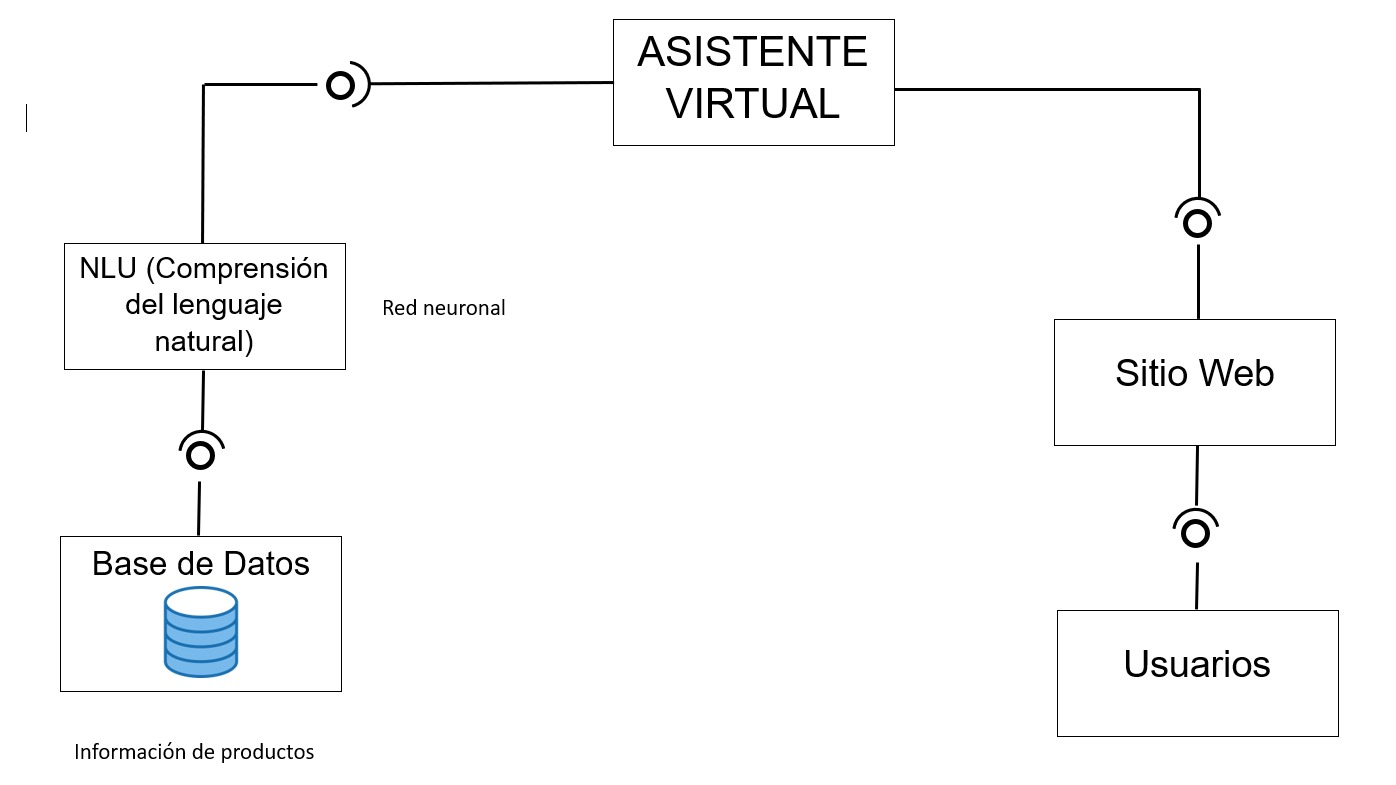 ASISTENTE
VIRTUAL
NLU (Comprensión
del lenguaje
natural)
Red neuronal
Sitio Web
Base de Datos
Usuarios
Información de productos